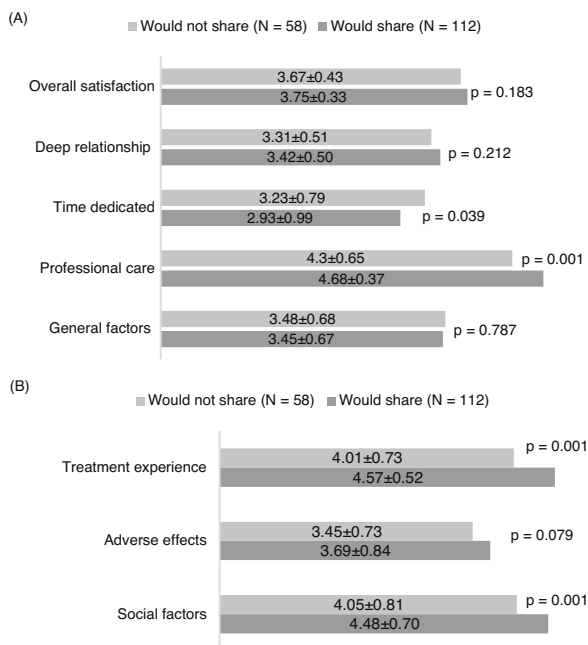 (A)
Would not share (N = 58) Would share (N = 112)
Overall satisfaction
3.67±0.43
3.75±0.33
p = 0.183
Deep relationship
3.31±0.51
3.42±0.50
p = 0.212
Time dedicated
3.23±0.79
2.93±0.99
p = 0.039
Professional care
4.3±0.65
4.68±0.37
p = 0.001
General factors
3.48±0.68
3.45±0.67
p = 0.787
(B)
Would not share (N = 58) Would share (N = 112)
Treatment experience
4.01±0.73
4.57±0.52
p = 0.001
Adverse effects
3.45±0.73
3.69±0.84
p = 0.079
Social factors
4.05±0.81
4.48±0.70
p = 0.001